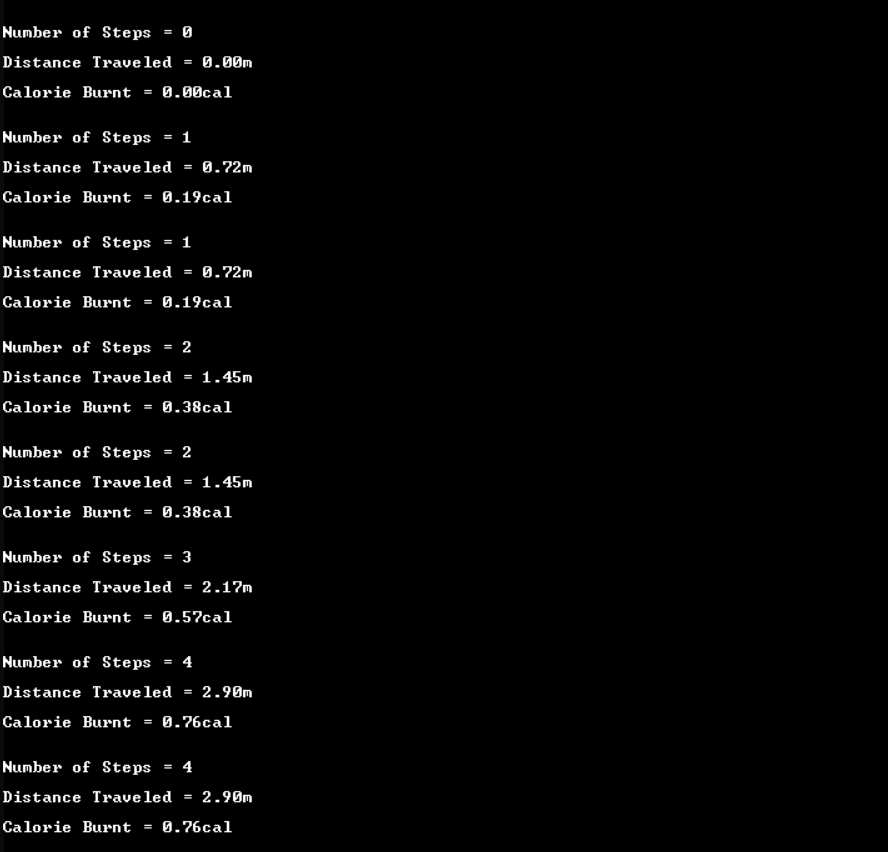 Number of Steps = 0
Distance Traveled = 0.00m
Calorie Burnt = 0.00cal
Number of Steps = 1
Distance Traveled = 0.72m
Calorie Burnt = 0.19cal
Number of Steps = 1
Distance Traveled = 0.72m
Calorie Burnt = 0.19cal
Number of Steps = 2
Distance Traveled = 1.45m
Calorie Burnt = 0.38cal
Number of Steps = 2
Distance Traveled = 1.45m
Calorie Burnt = 0.38cal
Number of Steps = 3
Distance Traveled = 2.17m
Calorie Burnt = 0.57cal
Number of Steps = 4
Distance Traveled = 2.90m
Calorie Burnt = 0.76cal
Number of Steps = 4
Distance Traveled = 2.90m
Calorie Burnt = 0.76cal